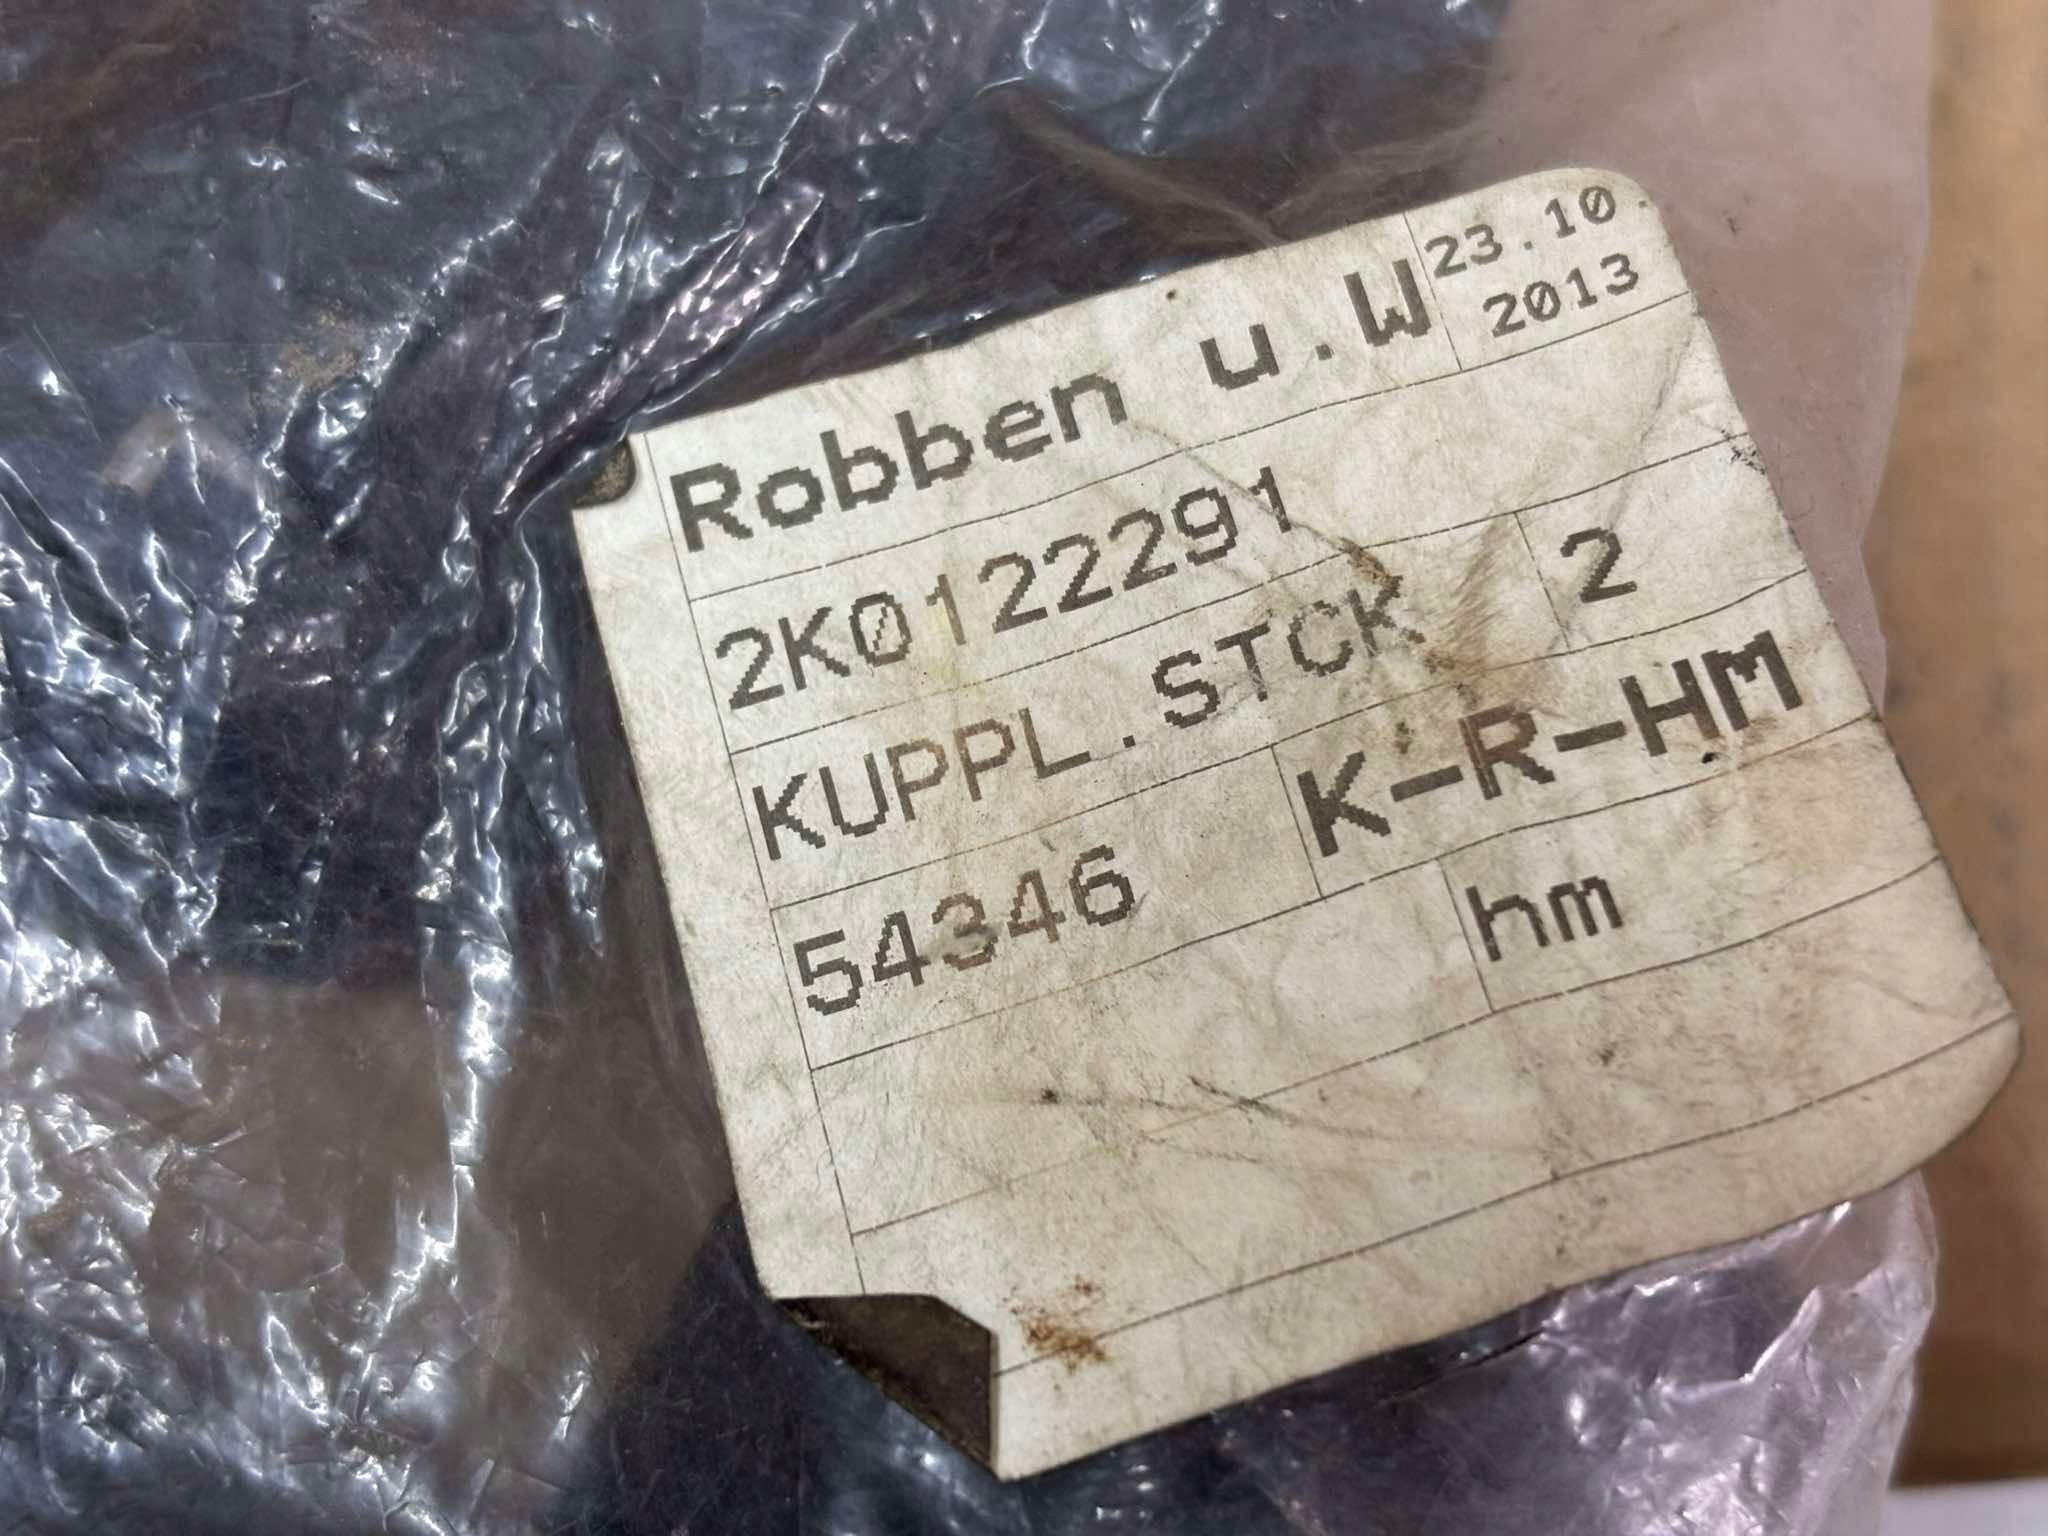 Robben u.W 23.10.
2013
2K0122291
KUPPL.STCK 2
54346 K-R-HM
hm